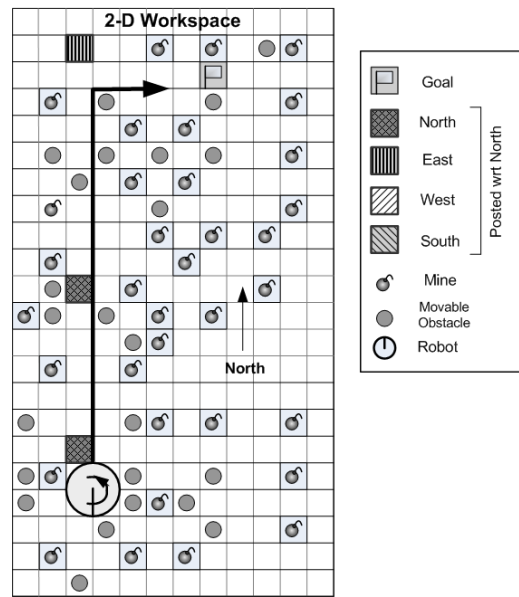 2-D Workspace
Goal
North
East
West
South
Posted wrt North
Mine
Movable
Obstacle
Robot
North